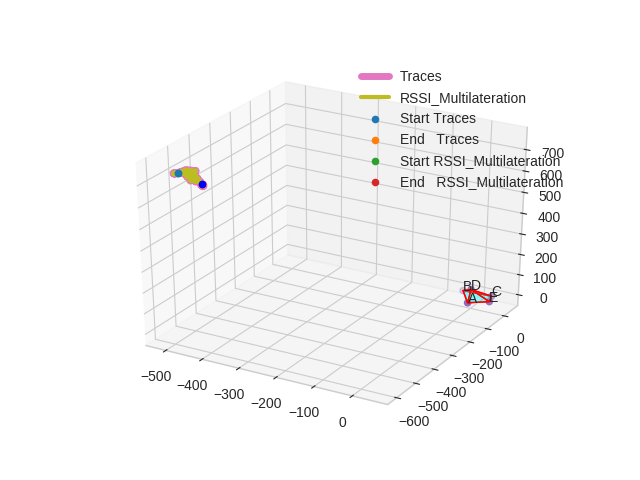 Traces
RSSI_Multilateration
Start Traces
End Traces
Start RSSI_Multilateration
End RSSI_Multilateration
700
600
500
400
300
200
100
0
B D C
A E
−500 −400 −300 −200 −100 0
−600 −500 −400 −300 −200 −100 0